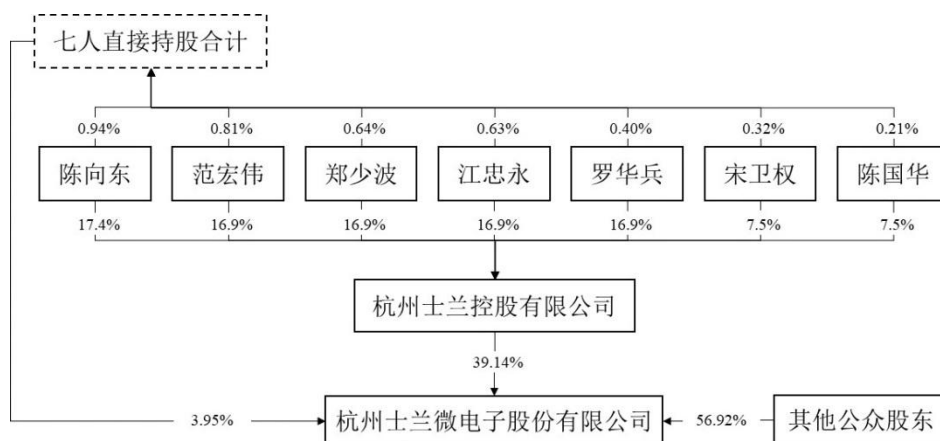 七人直接持股合计
0.94% 0.81% 0.64% 0.63% 0.40% 0.32% 0.21%
陈向东 范宏伟 郑少波 江忠永 罗华兵 宋卫权 陈国华
17.4% 16.9% 16.9% 16.9% 16.9% 7.5% 7.5%
杭州士兰控股有限公司
39.14%
3.95% 杭州士兰微电子股份有限公司 56.92% 其他公众股东